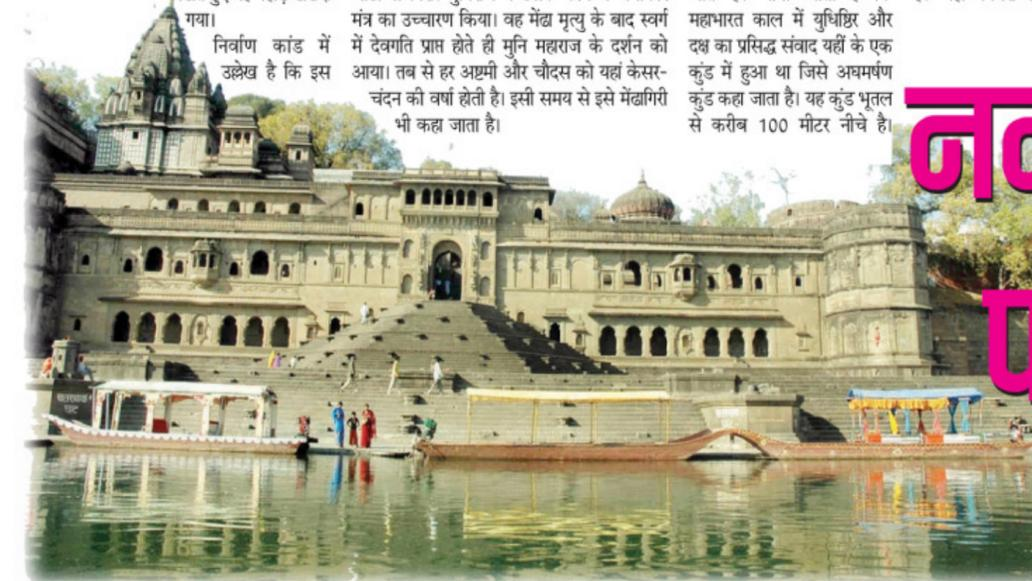 गया।
निर्वाण कांड में
उल्लेख है कि इस
मंत्र का उच्चारण किया। वह मेंढा मृत्यु के बाद स्वर्ग
में देवगति प्राप्त होते ही मुनि महाराज के दर्शन को
आया। तब से हर अष्टमी और चौदस को यहां केसर-
चंदन की वर्षा होती है। इसी समय से इसे मेंढागिरी
भी कहा जाता है।
महाभारत काल में युधिष्ठिर और
दक्ष का प्रसिद्ध संवाद यहीं के एक
कुंड में हुआ था जिसे अघमर्षण
कुंड कहा जाता है। यह कुंड भूतल
से करीब 100 मीटर नीचे है।
घाट